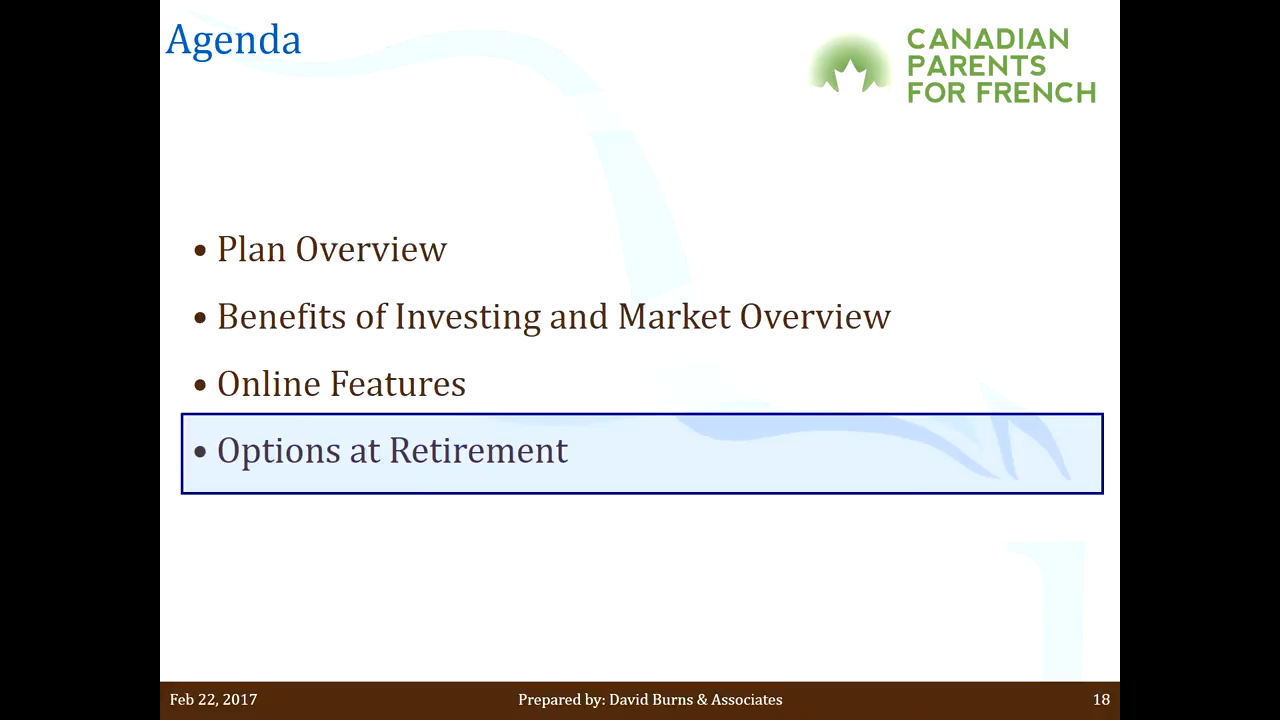 Agenda
CANADIAN
PARENTS
FOR FRENCH
• Plan Overview
• Benefits of Investing and Market Overview
• Online Features
• Options at Retirement
Feb 22, 2017
Prepared by: David Burns & Associates
18